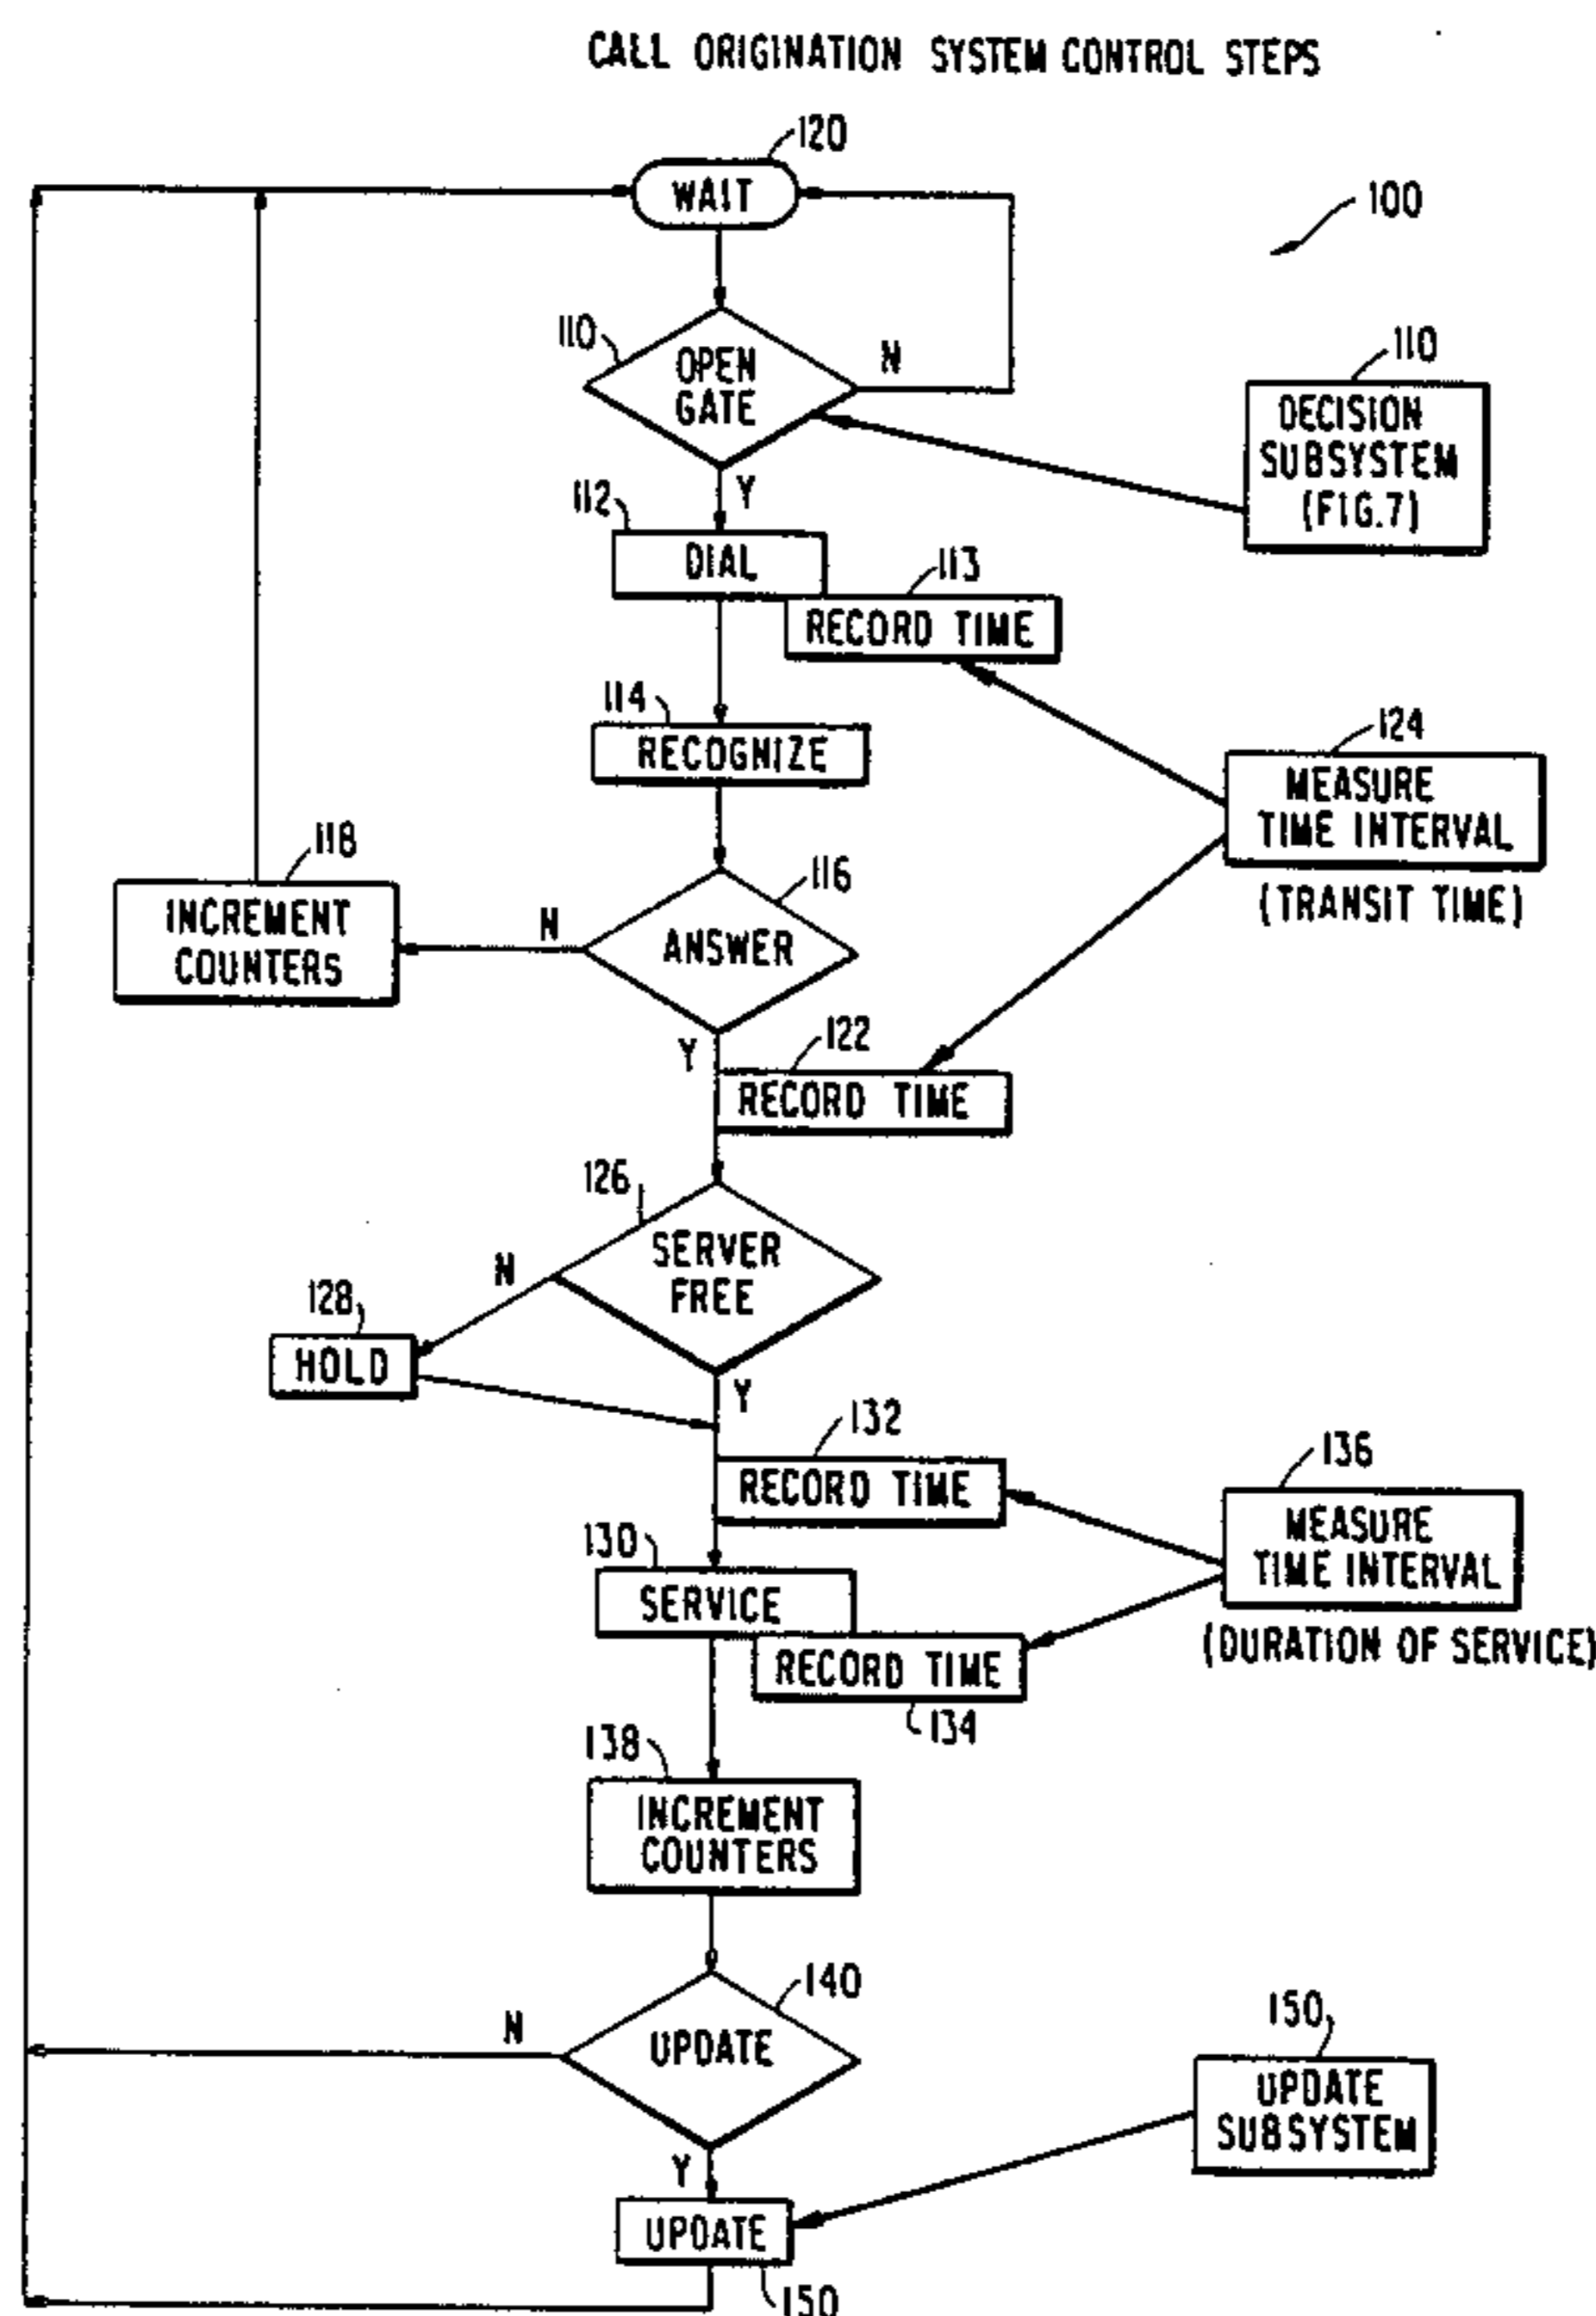 CALL ORIGINATION SYSTEM CONTROL STEPS
120
WAIT
100
110
OPEN
GATE
N
110
DECISION
SUBSYSTEM
(FIG.7)
Y
112
DIAL
113
RECORD TIME
114
RECOGNIZE
124
MEASURE
TIME INTERVAL
(TRANSIT TIME)
118
INCREMENT
COUNTERS
N
116
ANSWER
Y
122
RECORD TIME
126
SERVER
FREE
N
128
HOLD
Y
132
RECORD TIME
136
MEASURE
TIME INTERVAL
(DURATION OF SERVICE)
130
SERVICE
RECORD TIME
134
138
INCREMENT
COUNTERS
140
UPDATE
N
150
UPDATE
SUBSYSTEM
Y
UPDATE
150